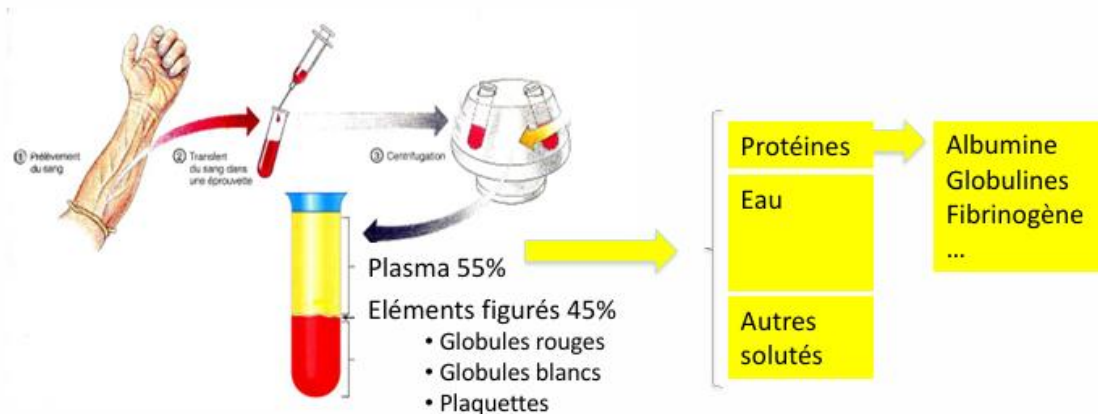 ① Prélèvement
du sang
② Transfert
du sang dans
une éprouvette
③ Centrifugation
Plasma 55%
Eléments figurés 45%
• Globules rouges
• Globules blancs
• Plaquettes
Protéines
Eau
Autres
solutés
Albumine
Globulines
Fibrinogène
...